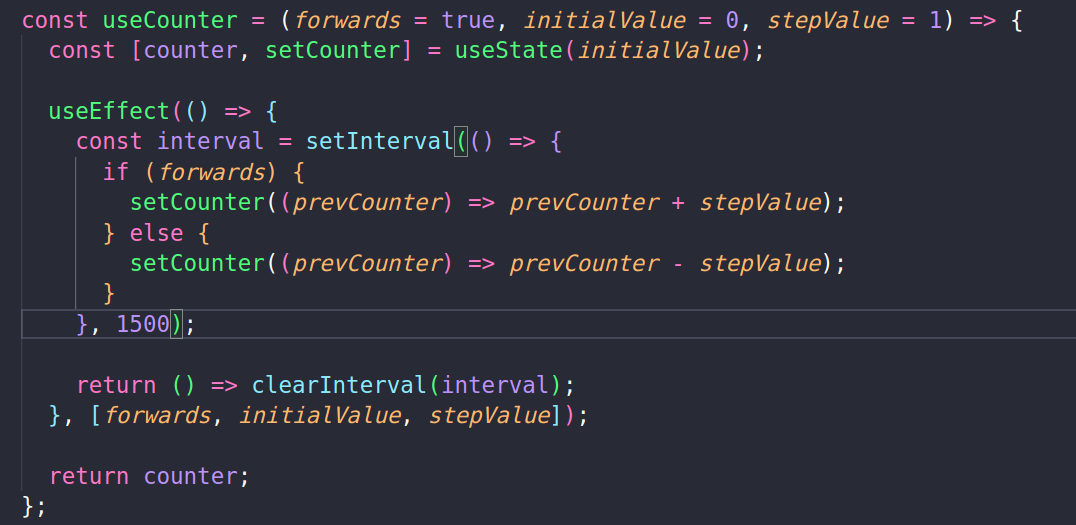 const useCounter = (forwards = true, initialValue = 0, stepValue = 1) => {
  const [counter, setCounter] = useState(initialValue);

  useEffect(() => {
    const interval = setInterval(() => {
      if (forwards) {
        setCounter((prevCounter) => prevCounter + stepValue);
      } else {
        setCounter((prevCounter) => prevCounter - stepValue);
      }
    }, 1500);

    return () => clearInterval(interval);
  }, [forwards, initialValue, stepValue]);

  return counter;
};